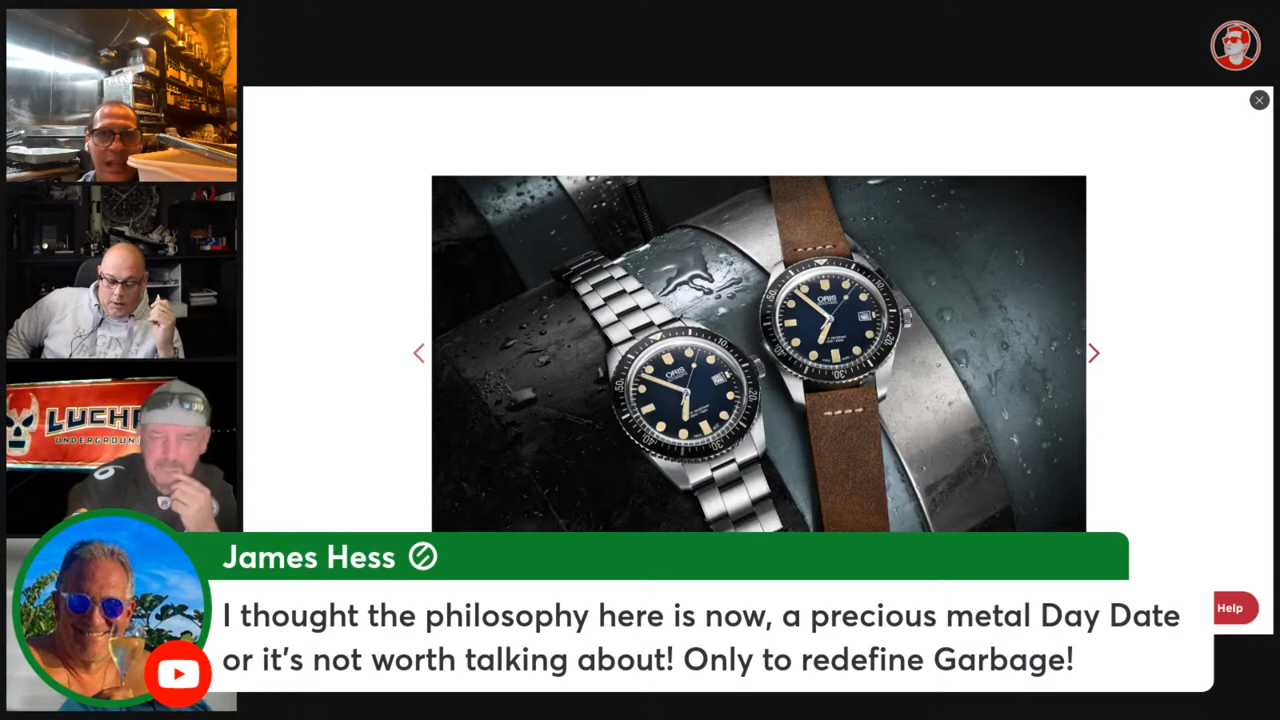 LUCHA
UNDERGROUND
ORIS
ORIS
Help
James Hess
I thought the philosophy here is now, a precious metal Day Date
or it's not worth talking about! Only to redefine Garbage!